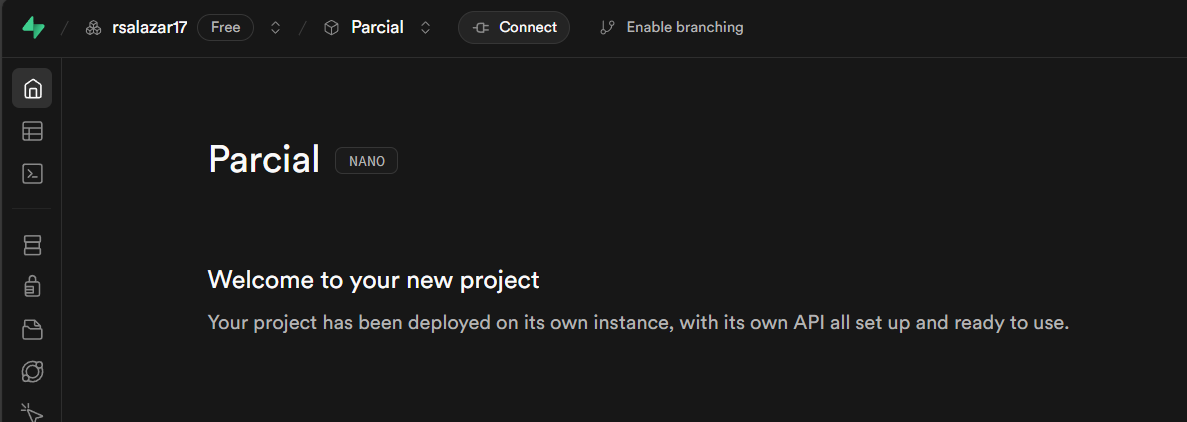 rsalazar17 Free Parcial Connect Enable branching
Parcial NANO
Welcome to your new project
Your project has been deployed on its own instance, with its own API all set up and ready to use.